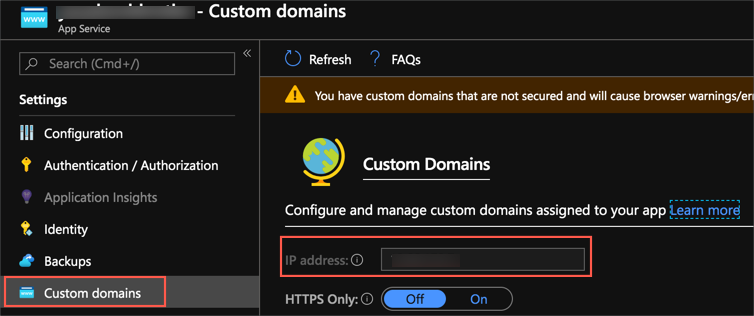 - Custom domains
App Service
Search (Cmd+/)
«
Refresh
? FAQs
You have custom domains that are not secured and will cause browser warnings/err
Settings
Configuration
Authentication / Authorization
Application Insights
Identity
Backups
Custom domains
Custom Domains
Configure and manage custom domains assigned to your app Learn more
IP address:
HTTPS Only: Off On